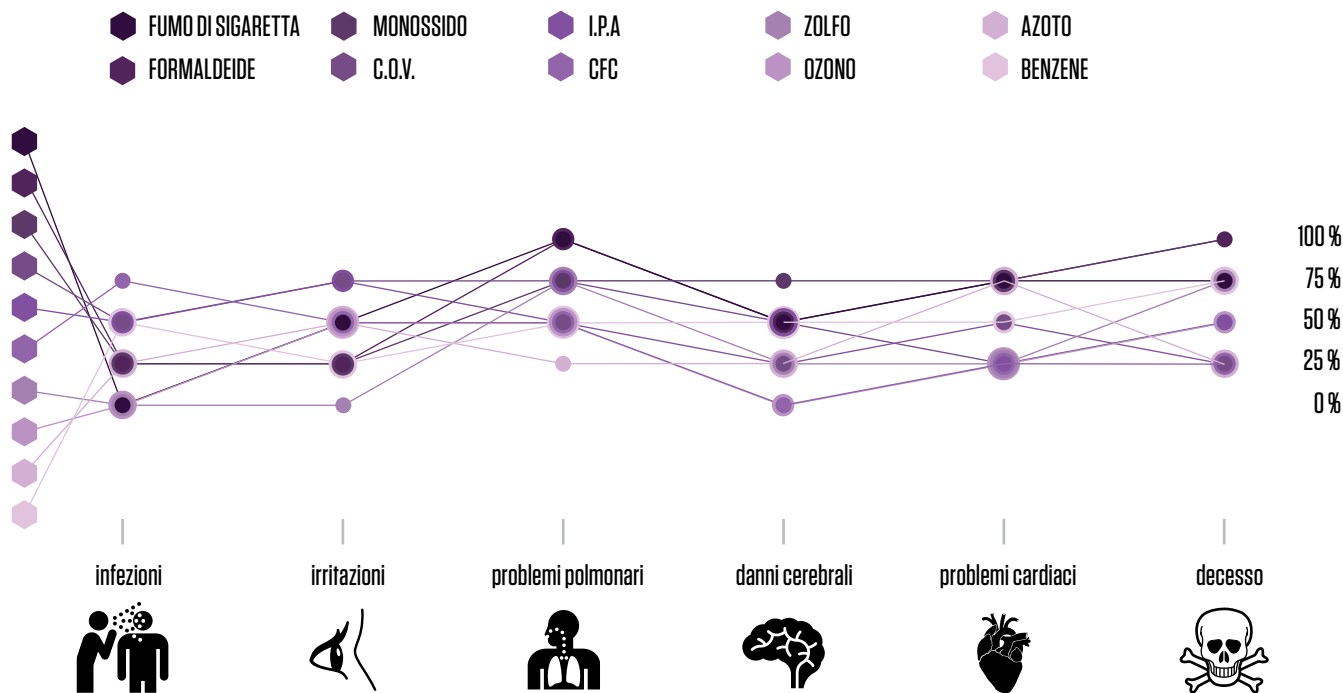 FUMO DI SIGARETTA
MONOSSIDO
I.P.A
ZOLFO
AZOTO
FORMALDEIDE
C.O.V.
CFC
OZONO
BENZENE
100 %
75 %
50 %
25 %
0 %
infezioni
irritazioni
problemi polmonari
danni cerebrali
problemi cardiaci
decesso